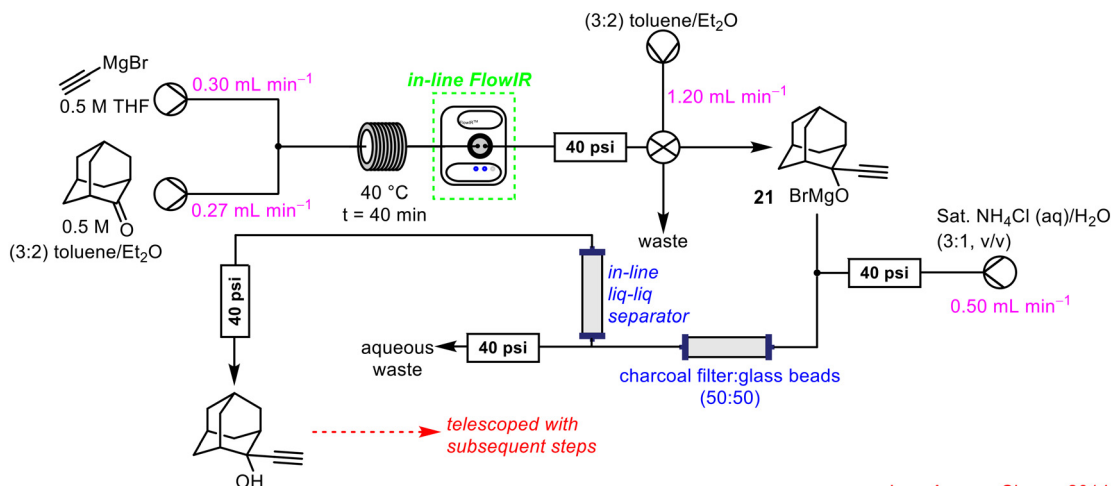 MgBr
0.5 M THF
0.30 mL min⁻¹
0.5 M
O
(3:2) toluene/Et₂O
0.27 mL min⁻¹
40 °C
t = 40 min
in-line FlowIR
FlowIR™
40 psi
(3:2) toluene/Et₂O
1.20 mL min⁻¹
waste
21 BrMgO
Sat. NH₄Cl (aq)/H₂O
(3:1, v/v)
40 psi
0.50 mL min⁻¹
charcoal filter:glass beads
(50:50)
in-line
liq-liq
separator
40 psi
aqueous
waste
40 psi
OH
telescoped with
subsequent steps